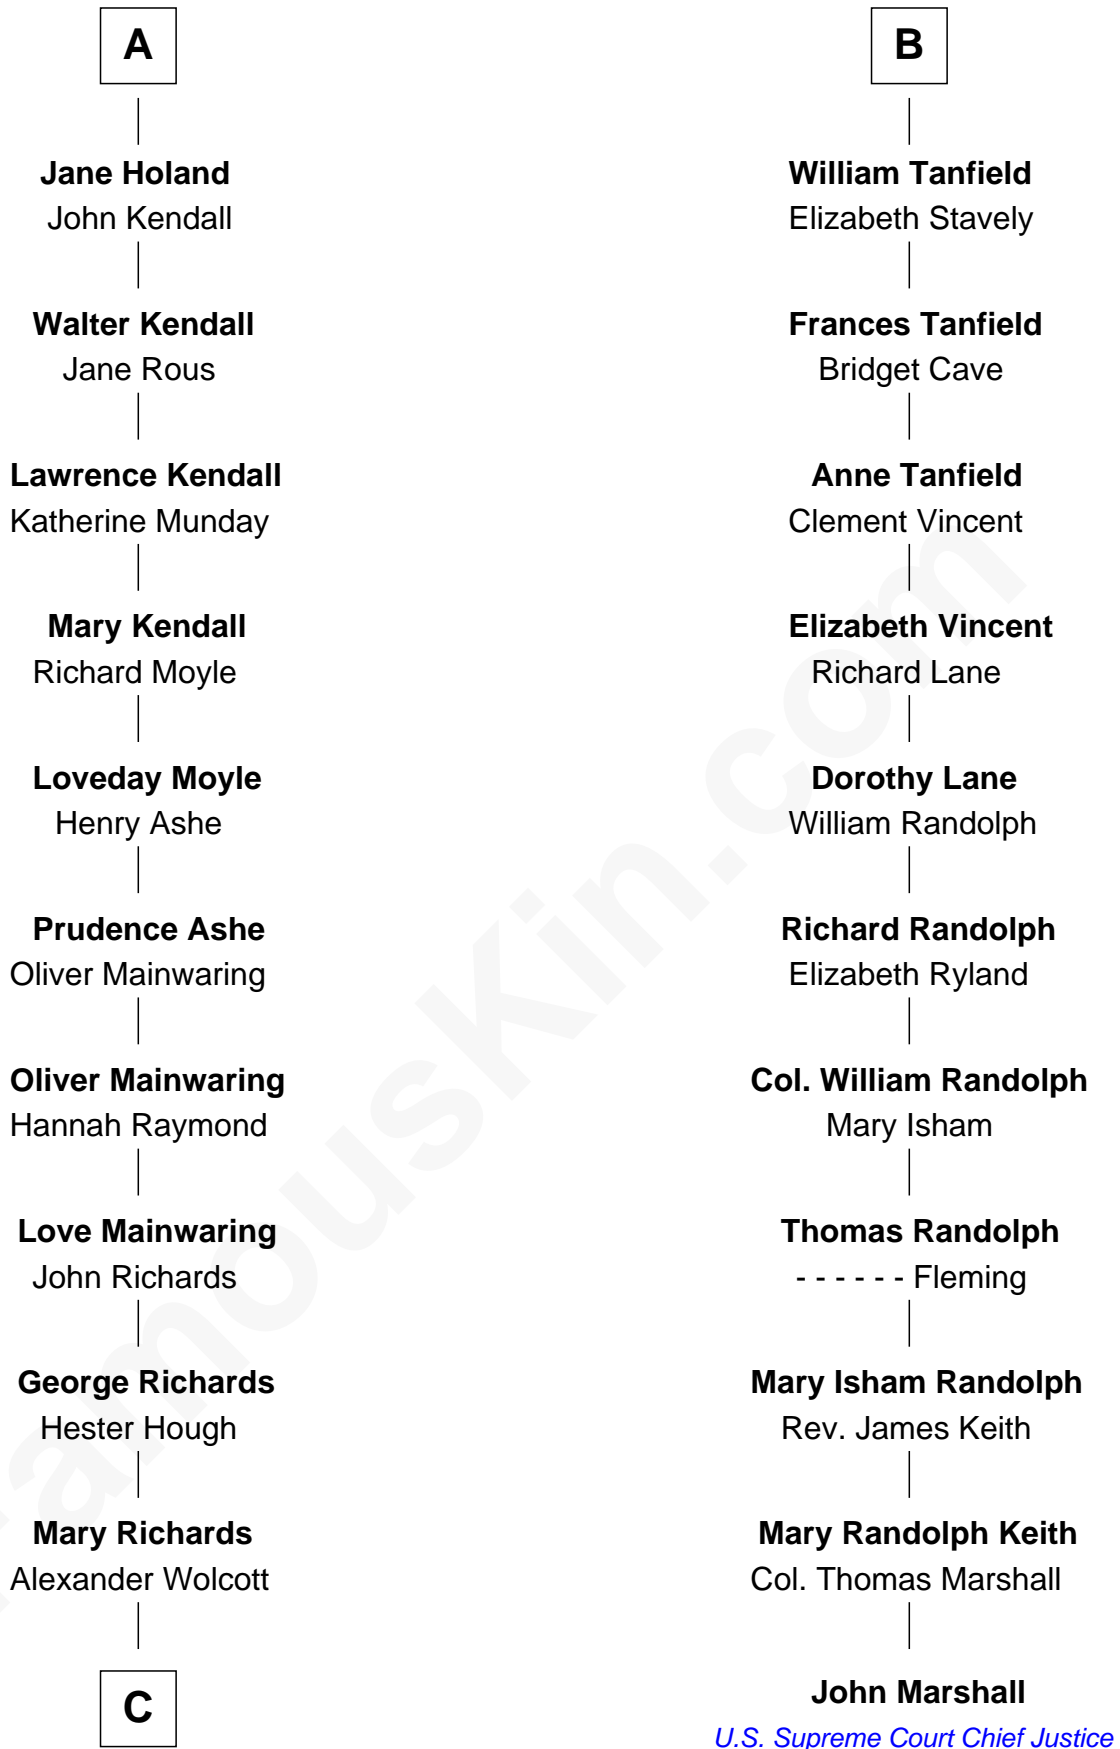 A
Jane Holand
John Kendall
Walter Kendall
Jane Rous
Lawrence Kendall
Katherine Munday
Mary Kendall
Richard Moyle
Loveday Moyle
Henry Ashe
Prudence Ashe
Oliver Mainwaring
Oliver Mainwaring
Hannah Raymond
Love Mainwaring
John Richards
George Richards
Hester Hough
Mary Richards
Alexander Wolcott
C
B
William Tanfield
Elizabeth Stavely
Frances Tanfield
Bridget Cave
Anne Tanfield
Clement Vincent
Elizabeth Vincent
Richard Lane
Dorothy Lane
William Randolph
Richard Randolph
Elizabeth Ryland
Col. William Randolph
Mary Isham
Thomas Randolph
- - - - - - Fleming
Mary Isham Randolph
Rev. James Keith
Mary Randolph Keith
Col. Thomas Marshall
John Marshall
U.S. Supreme Court Chief Justice
FamousKin.com